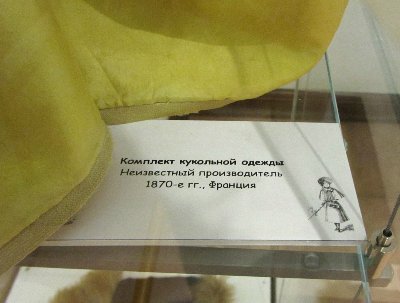 Комплект кукольной одежды
Неизвестный производитель
1870-е гг., Франция